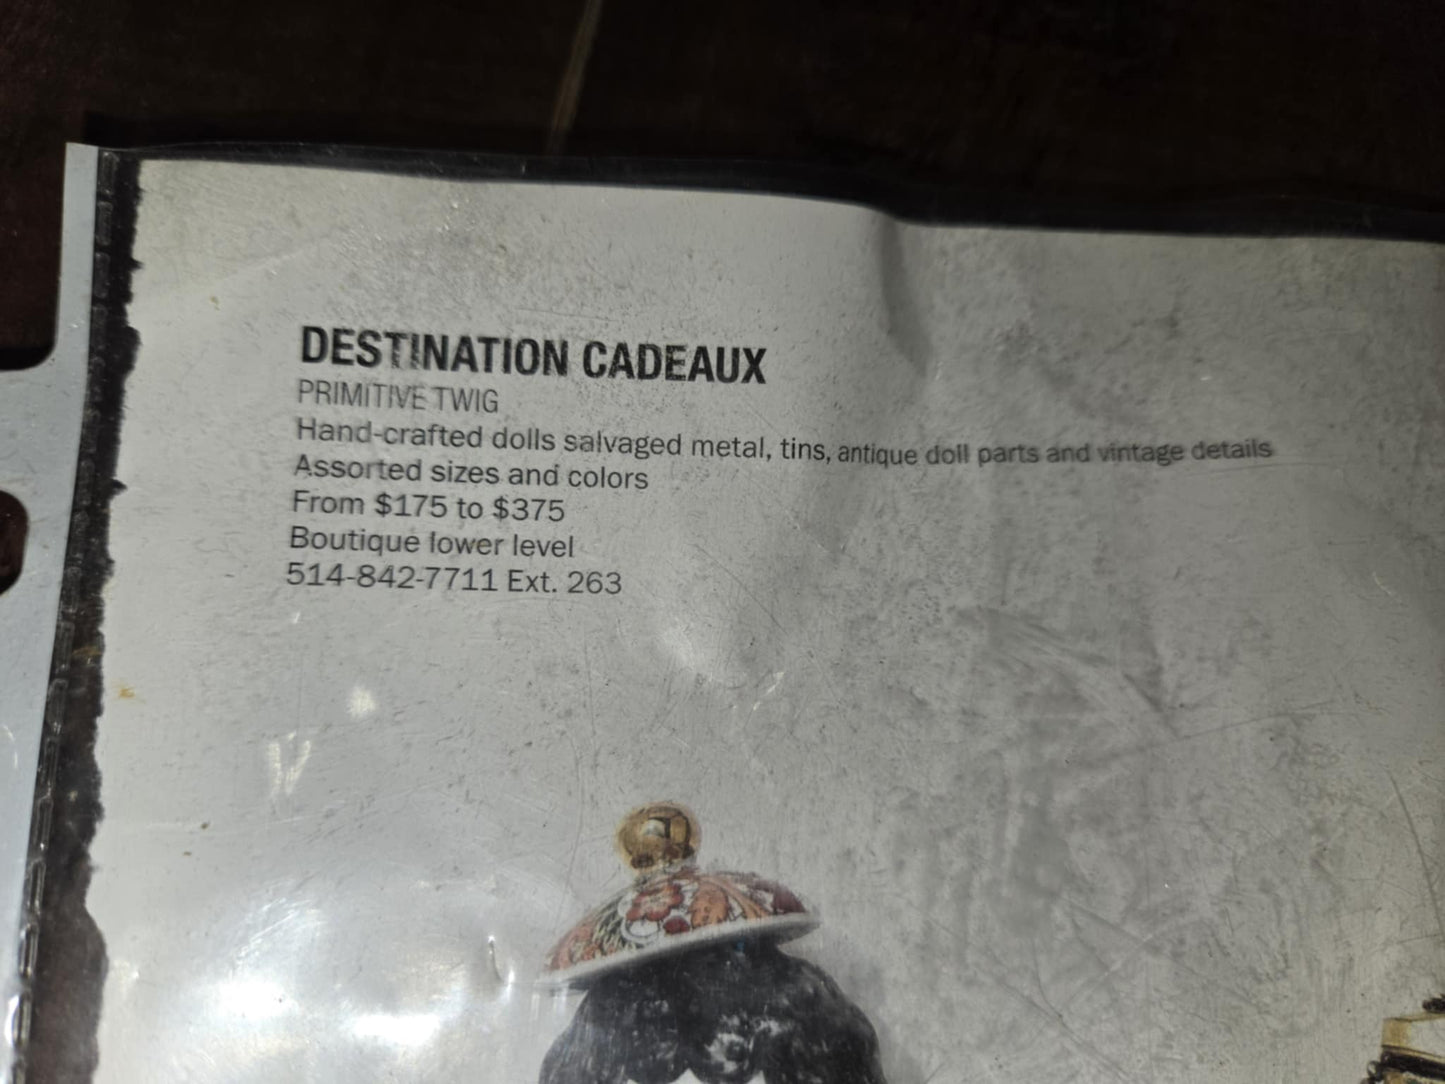 DESTINATION CADEAUX
PRIMITIVE TWIG
Hand-crafted dolls salvaged metal, tins, antique doll parts and vintage details
Assorted sizes and colors
From $175 to $375
Boutique lower level
514-842-7711 Ext. 263